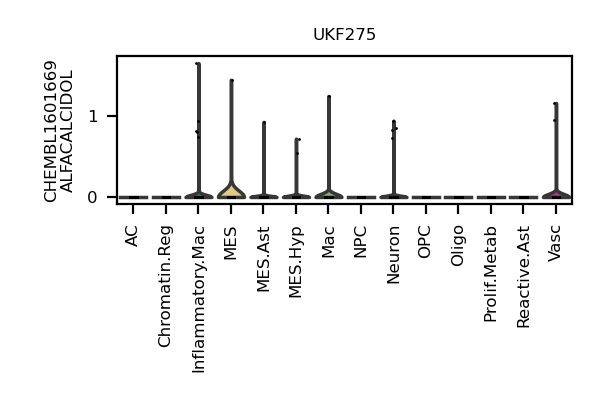 UKF275
CHEMBL1601669
ALFACALCIDOL
1
0
AC
Chromatin.Reg
Inflammatory.Mac
MES
MES.Ast
MES.Hyp
Mac
NPC
Neuron
OPC
Oligo
Prolif.Metab
Reactive.Ast
Vasc